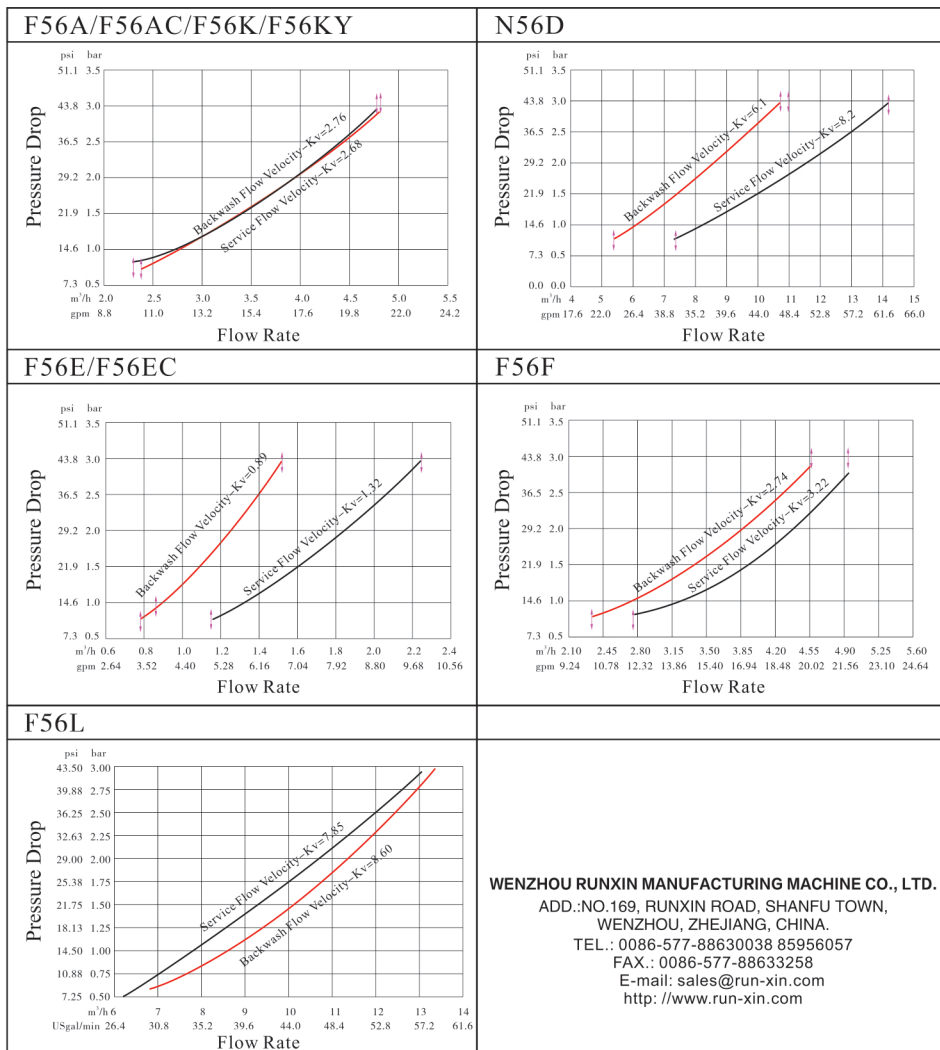 F56A/F56AC/F56K/F56KY
psi bar
51.1 3.5
43.8 3.0
36.5 2.5
29.2 2.0
21.9 1.5
14.6 1.0
7.3 0.5
Pressure Drop
Backwash Flow Velocity-Kv=2.76
Service Flow Velocity-Kv=2.68
m³/h 2.0 2.5 3.0 3.5 4.0 4.5 5.0 5.5
gpm 8.8 11.0 13.2 15.4 17.6 19.8 22.0 24.2
Flow Rate
N56D
psi bar
51.1 3.5
43.8 3.0
36.5 2.5
29.2 2.0
21.9 1.5
14.6 1.0
7.3 0.5
0.0 0.0
Pressure Drop
Backwash Flow Velocity-Kv=6.1
Service Flow Velocity-Kv=8.2
m³/h 4 5 6 7 8 9 10 11 12 13 14 15
gpm 17.6 22.0 26.4 38.8 35.2 39.6 44.0 48.4 52.8 57.2 61.6 66.0
Flow Rate
F56E/F56EC
psi bar
51.1 3.5
43.8 3.0
36.5 2.5
29.2 2.0
21.9 1.5
14.6 1.0
7.3 0.5
Pressure Drop
Backwash Flow Velocity-Kv=0.89
Service Flow Velocity-Kv=1.32
m³/h 0.6 0.8 1.0 1.2 1.4 1.6 1.8 2.0 2.2 2.4
gpm 2.64 3.52 4.40 5.28 6.16 7.04 7.92 8.80 9.68 10.56
Flow Rate
F56F
psi bar
51.1 3.5
43.8 3.0
36.5 2.5
29.2 2.0
21.9 1.5
14.6 1.0
7.3 0.5
Pressure Drop
Backwash Flow Velocity-Kv=2.74
Service Flow Velocity-Kv=3.22
m³/h 2.10 2.45 2.80 3.15 3.50 3.85 4.20 4.55 4.90 5.25 5.60
gpm 9.24 10.78 12.32 13.86 15.40 16.94 18.48 20.02 21.56 23.10 24.64
Flow Rate
F56L
psi bar
43.50 3.00
39.88 2.75
36.25 2.50
32.63 2.25
29.00 2.00
25.38 1.75
21.75 1.50
18.13 1.25
14.50 1.00
10.88 0.75
7.25 0.50
Pressure Drop
Service Flow Velocity-Kv=7.85
Backwash Flow Velocity-Kv=8.60
m³/h 6 7 8 9 10 11 12 13 14
USgal/min 26.4 30.8 35.2 39.6 44.0 48.4 52.8 57.2 61.6
Flow Rate
WENZHOU RUNXIN MANUFACTURING MACHINE CO., LTD.
ADD.:NO.169, RUNXIN ROAD, SHANFU TOWN,
WENZHOU, ZHEJIANG, CHINA.
TEL.: 0086-577-88630038 85956057
FAX.: 0086-577-88633258
E-mail: sales@run-xin.com
http: //www.run-xin.com